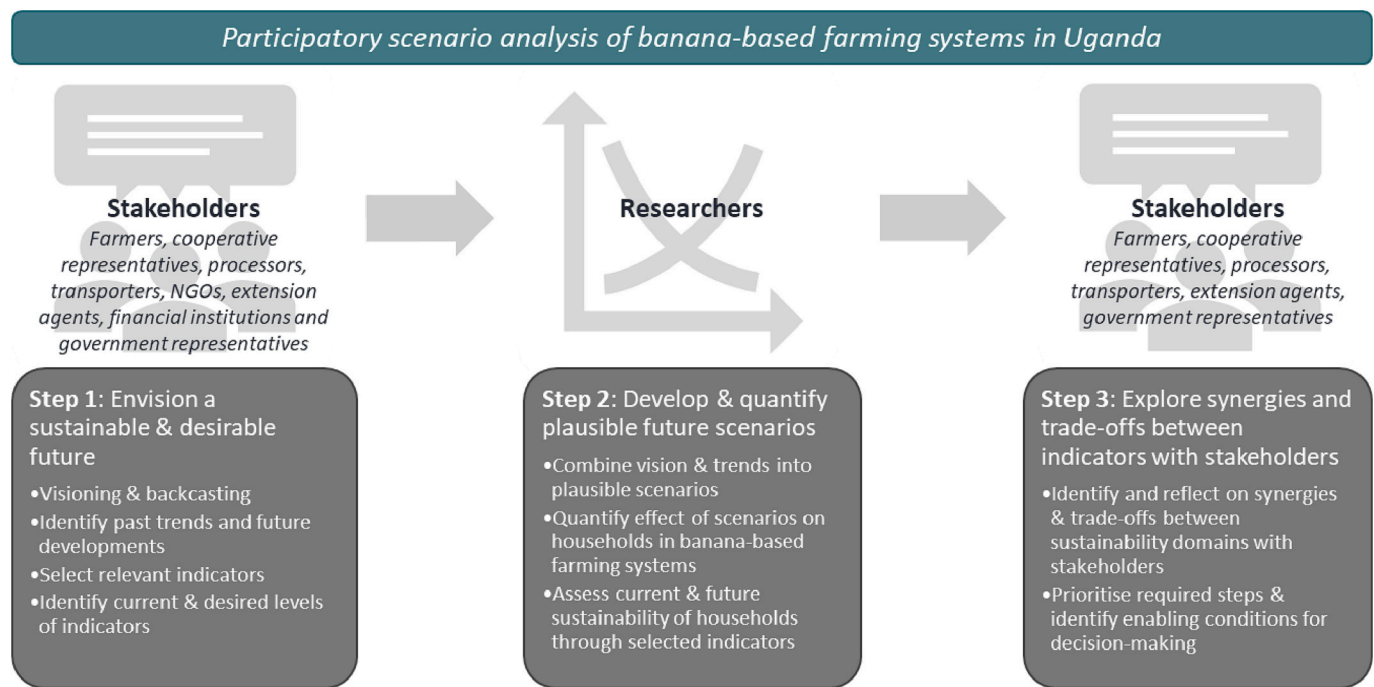 Participatory scenario analysis of banana-based farming systems in Uganda
Stakeholders
Farmers, cooperative
representatives, processors,
transporters, NGOs, extension
agents, financial institutions and
government representatives
Step 1: Envision a
sustainable & desirable
future
•Visioning & backcasting
•Identify past trends and future
developments
•Select relevant indicators
•Identify current & desired levels
of indicators
Researchers
Step 2: Develop & quantify
plausible future scenarios
•Combine vision & trends into
plausible scenarios
•Quantify effect of scenarios on
households in banana-based
farming systems
•Assess current & future
sustainability of households
through selected indicators
Stakeholders
Farmers, cooperative
representatives, processors,
transporters, extension agents,
government representatives
Step 3: Explore synergies and
trade-offs between
indicators with stakeholders
•Identify and reflect on synergies
& trade-offs between
sustainability domains with
stakeholders
•Prioritise required steps &
identify enabling conditions for
decision-making